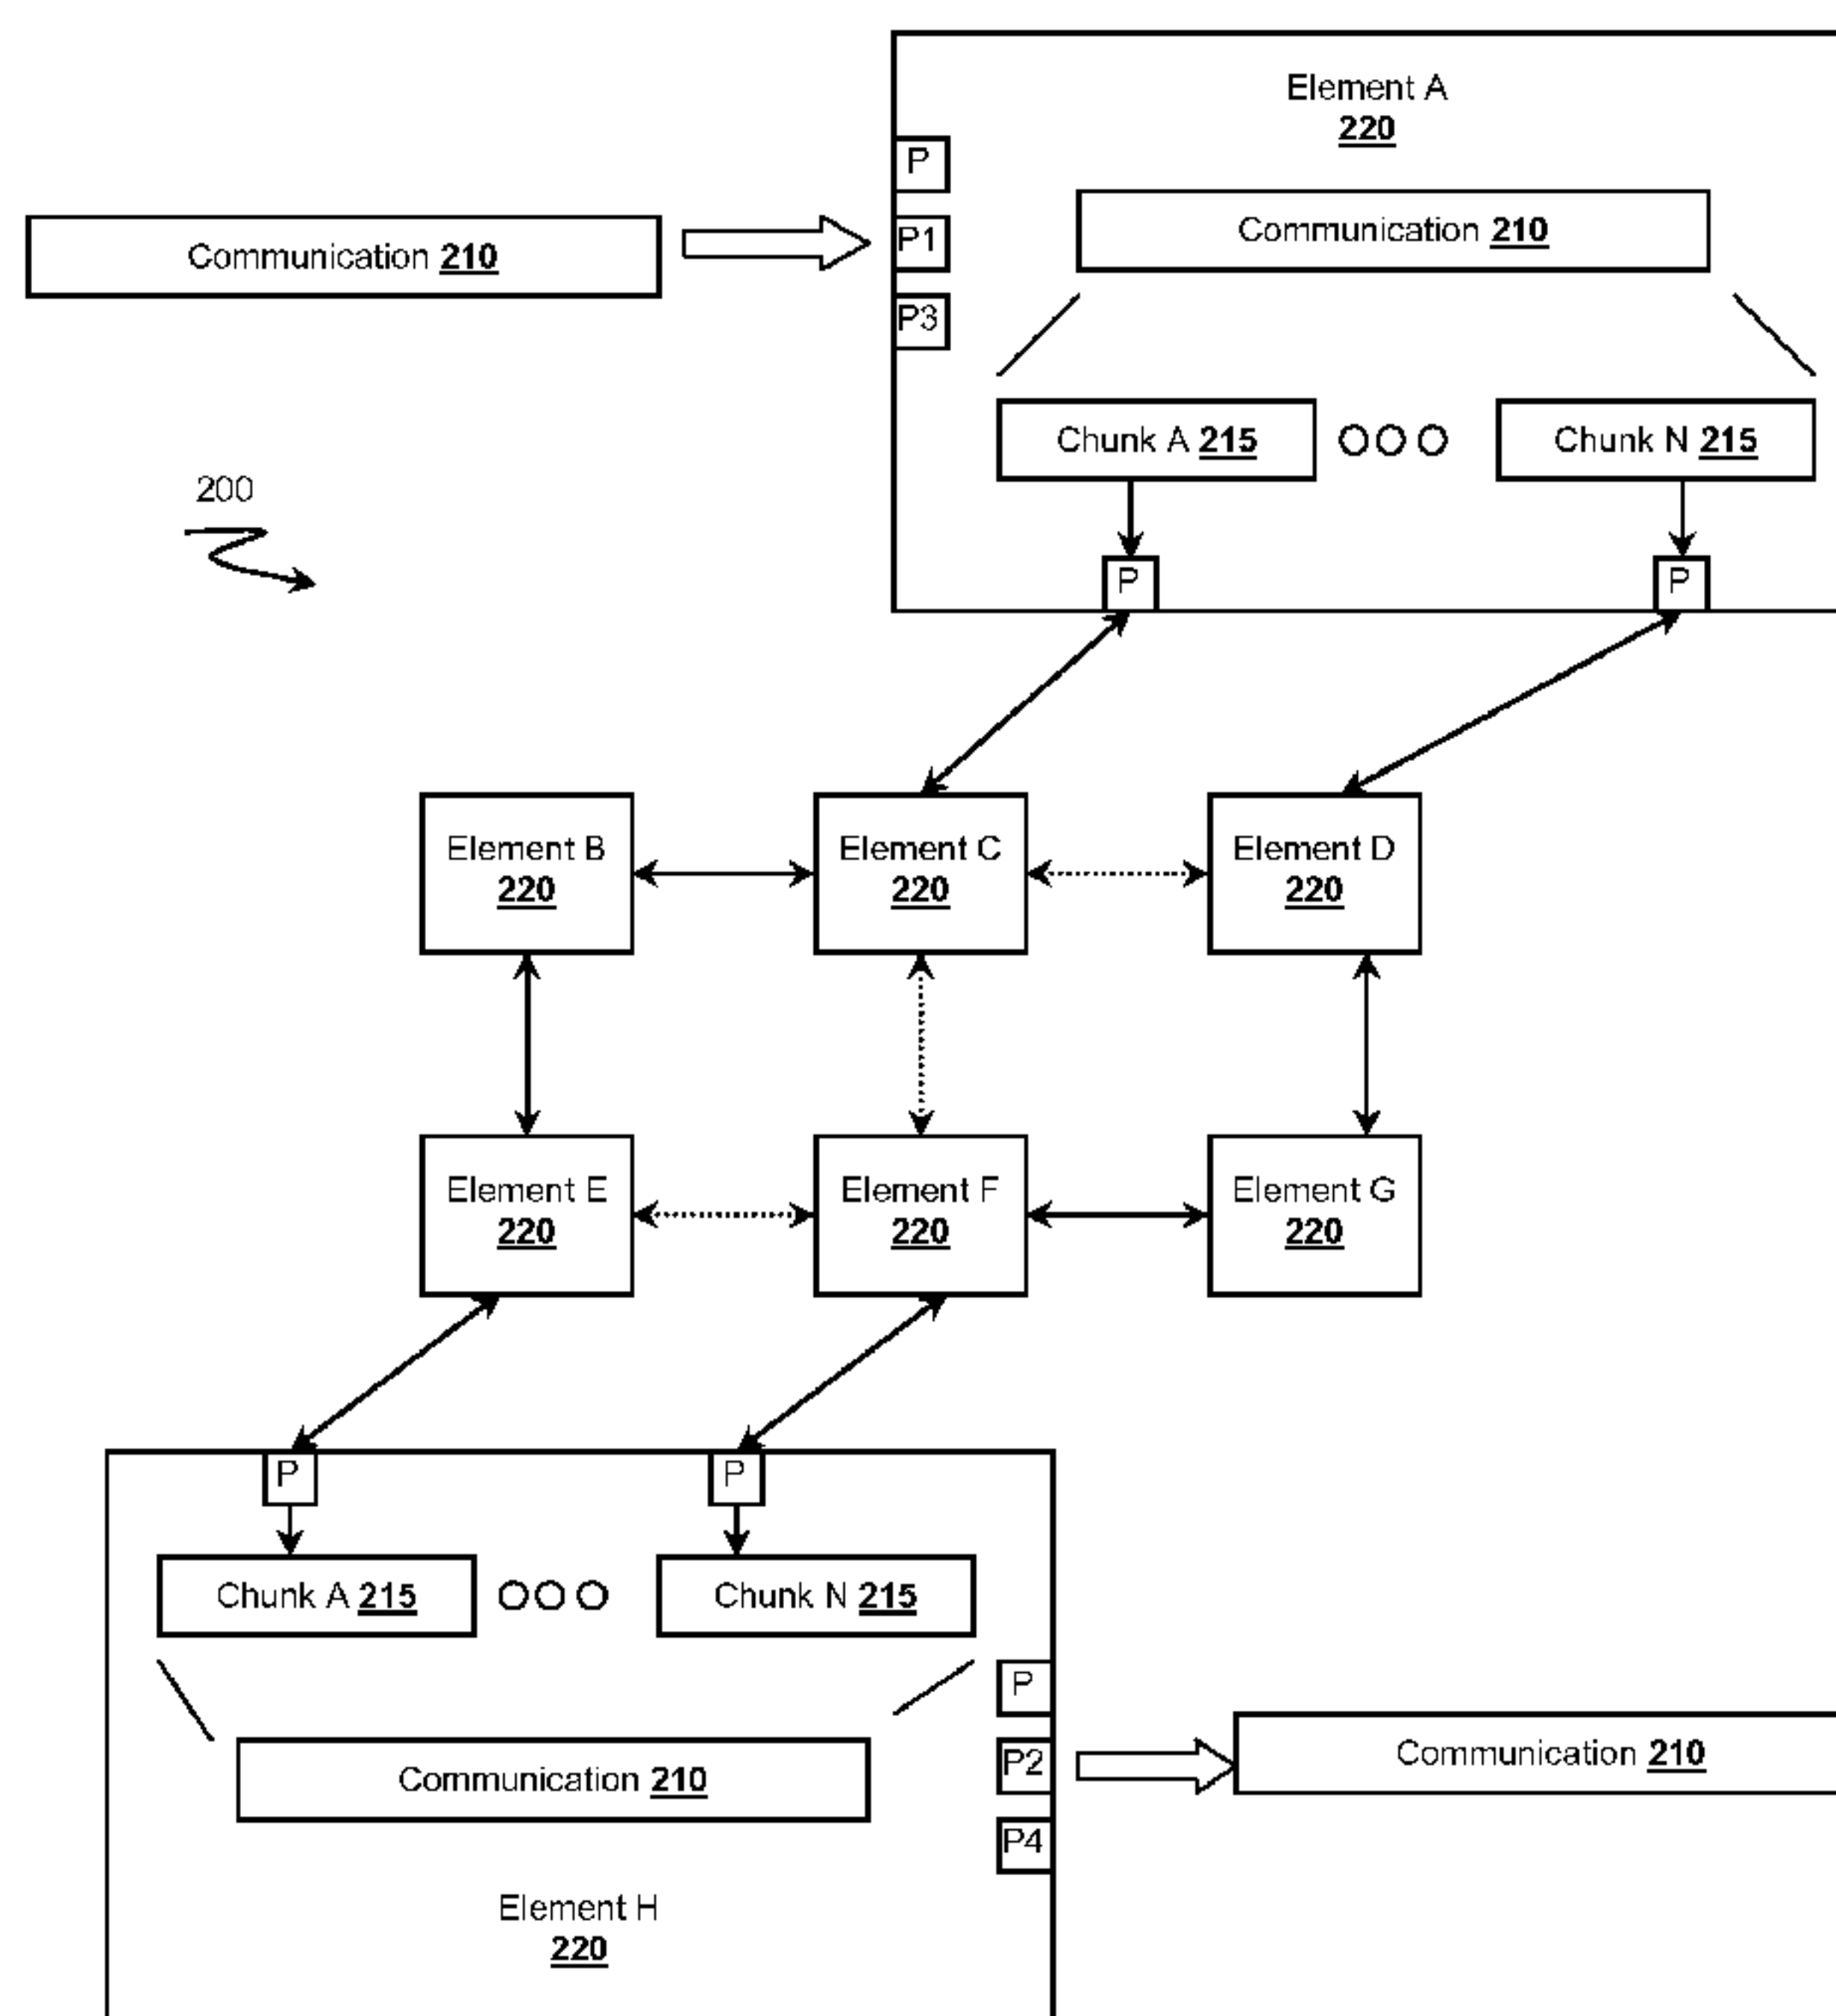 Element A
220
P
Communication 210
Communication 210
P1
P3
Chunk A 215
Chunk N 215
200
P
P
Element B
220
Element C
220
Element D
220
Element E
220
Element F
220
Element G
220
P
P
Chunk A 215
Chunk N 215
P
Communication 210
P2
Communication 210
P4
Element H
220